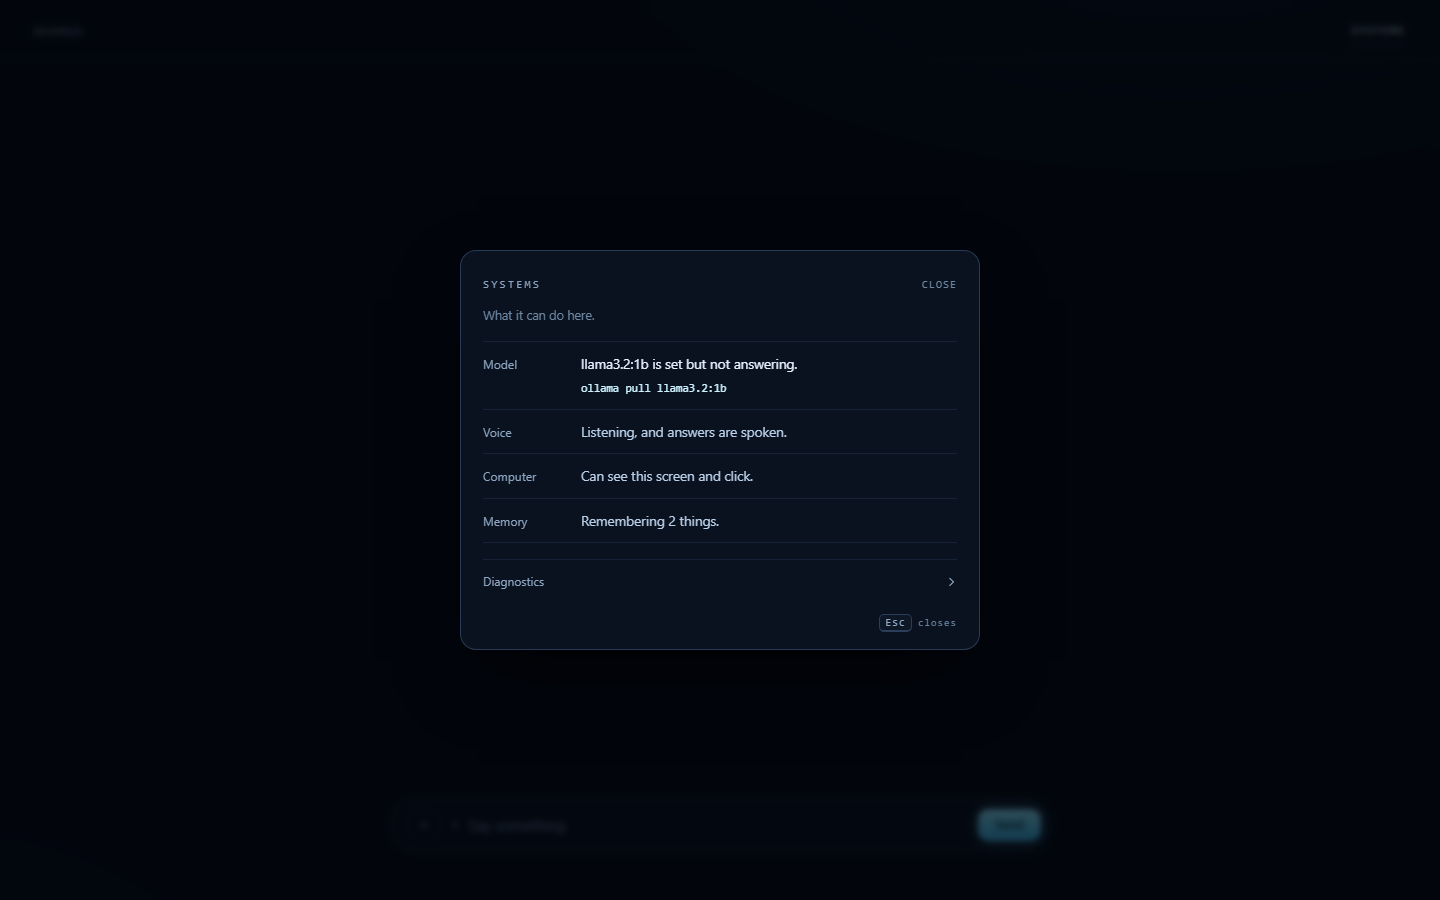 SYSTEMS
CLOSE
What it can do here.
Model
llama3.2:1b is set but not answering.
ollama pull llama3.2:1b
Voice
Listening, and answers are spoken.
Computer
Can see this screen and click.
Memory
Remembering 2 things.
Diagnostics
Esc closes